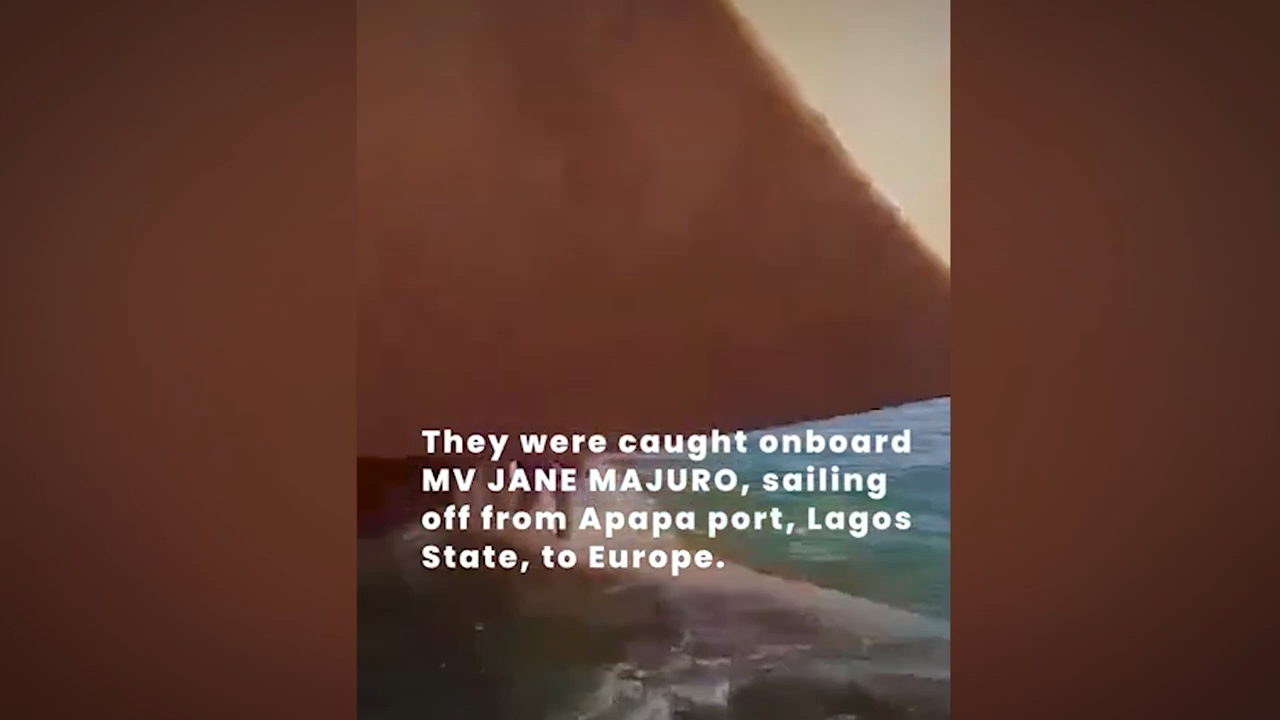 They were caught onboard
MV JANE MAJURO, sailing
off from Apapa port, Lagos
State, to Europe.